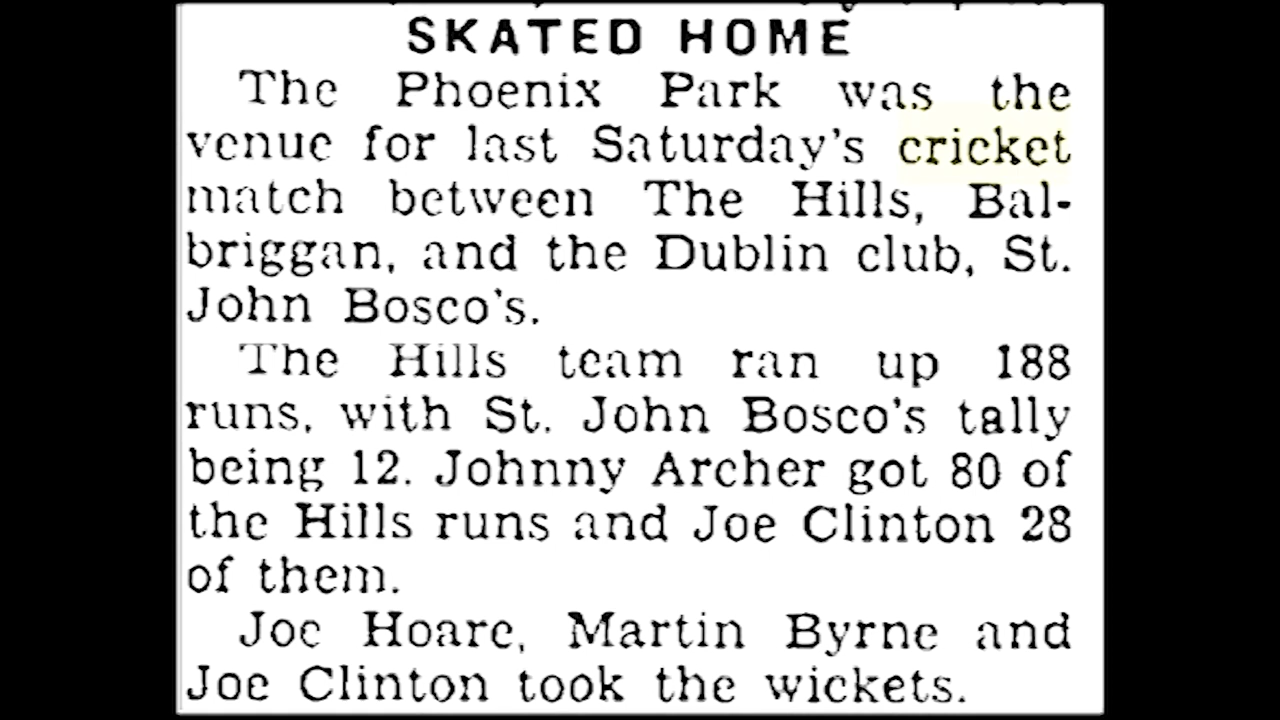 SKATED HOME
The Phoenix Park was the
venue for last Saturday's cricket
match between The Hills, Bal-
briggan, and the Dublin club, St.
John Bosco's.
The Hills team ran up 188
runs, with St. John Bosco's tally
being 12. Johnny Archer got 80 of
the Hills runs and Joe Clinton 28
of them.
Joe Hoare, Martin Byrne and
Joe Clinton took the wickets.